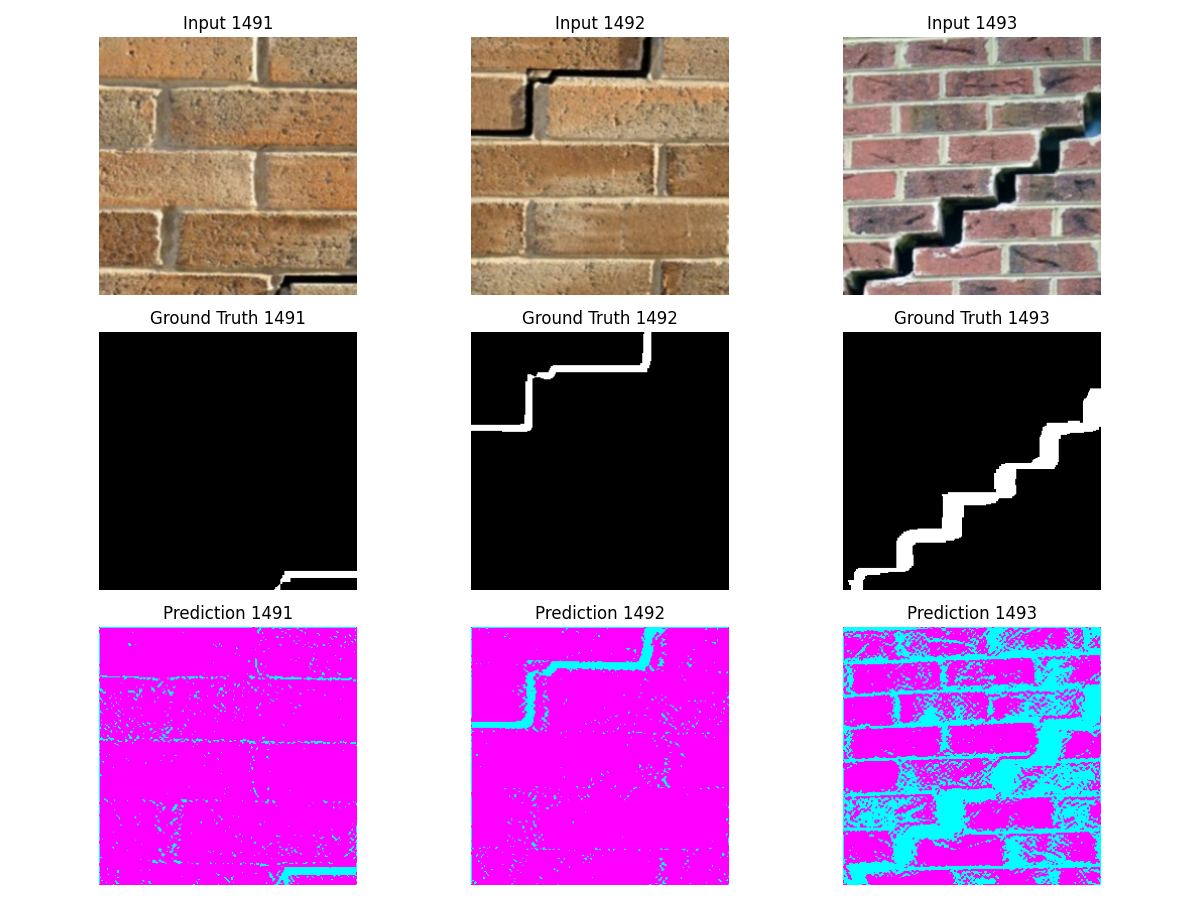 Input 1491
Input 1492
Input 1493
Ground Truth 1491
Ground Truth 1492
Ground Truth 1493
Prediction 1491
Prediction 1492
Prediction 1493